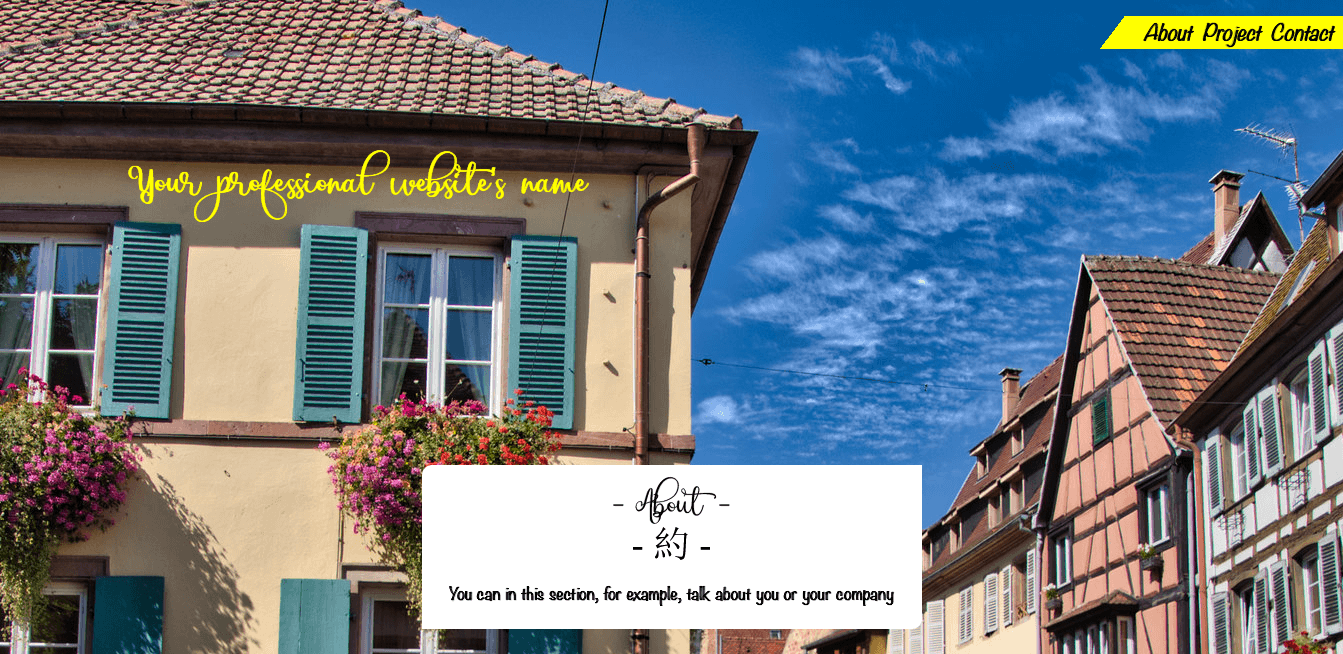 About Project Contact
Your professional website's name
- About -
- 約 -
You can in this section, for example, talk about you or your company